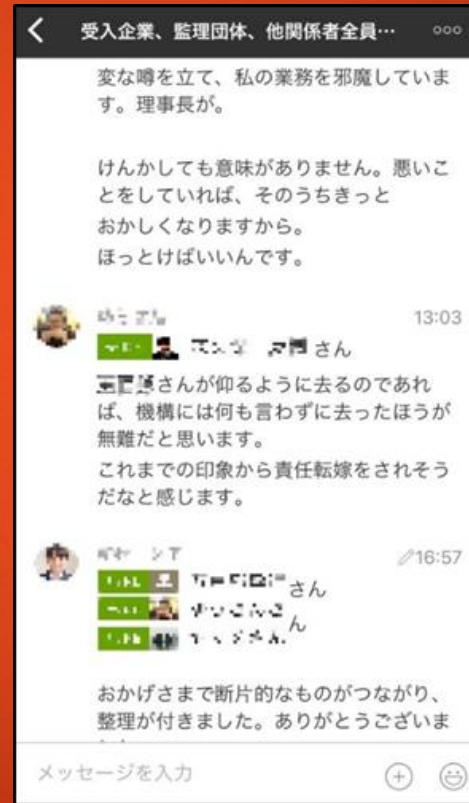 受入企業、監理団体、他関係者全員…
変な噂を立て、私の業務を邪魔していま
す。理事長が。
けんかしても意味がありません。悪いこ
とをしていれば、そのうちきっと
おかしくなりますから。
ほっとけばいいんです。
13:03
さん
さんが仰るように去るのであれ
ば、機構には何も言わずに去ったほうが
無難だと思います。
これまでの印象から責任転嫁をされそう
だなと感じます。
16:57
さん
ん
おかげさまで断片的なものがつながり、
整理が付きました。ありがとうございま
メッセージを入力